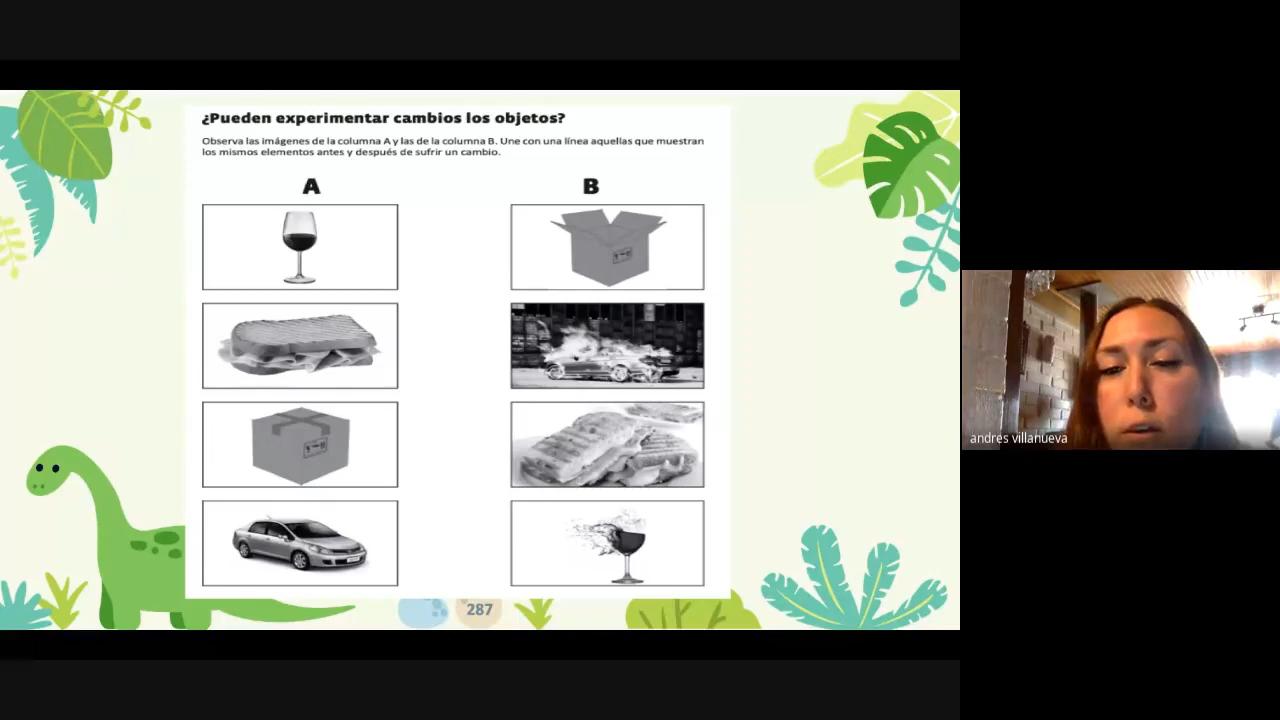 ¿Pueden experimentar cambios los objetos?
Observa las imágenes de la columna A y las de la columna B. Une con una línea aquellas que muestran
los mismos elementos antes y después de sufrir un cambio.
A
B
andres villanueva
287